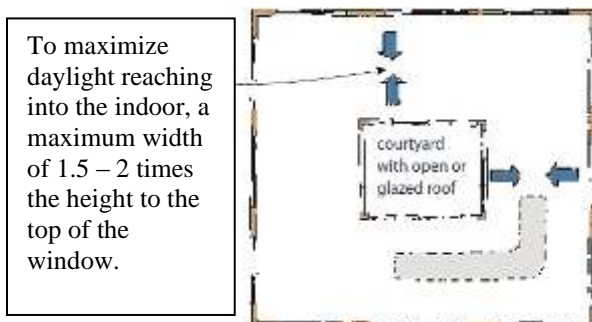 To maximize
daylight reaching
into the indoor, a
maximum width
of 1.5 – 2 times
the height to the
top of the
window.
courtyard
with open or
glazed roof